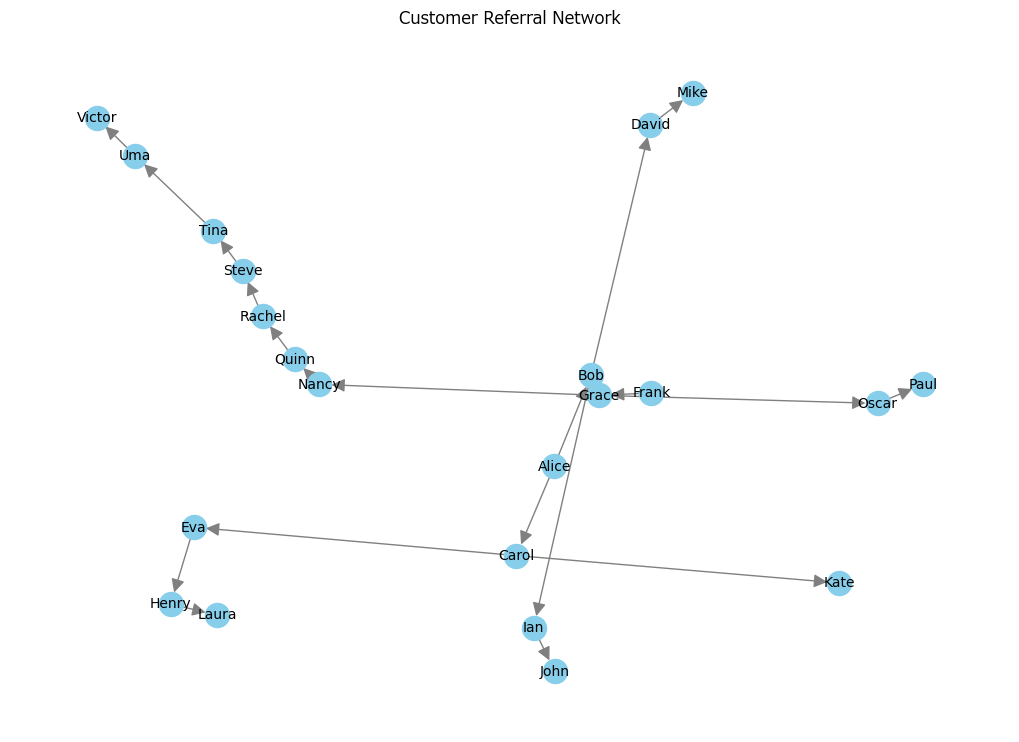 Customer Referral Network
Mike
Victor
David
Uma
Tina
Steve
Rachel
Quinn
Bob
Nancy
Paul
Frank
Grace
Oscar
Alice
Eva
Carol
Kate
Henry
Laura
Ian
John